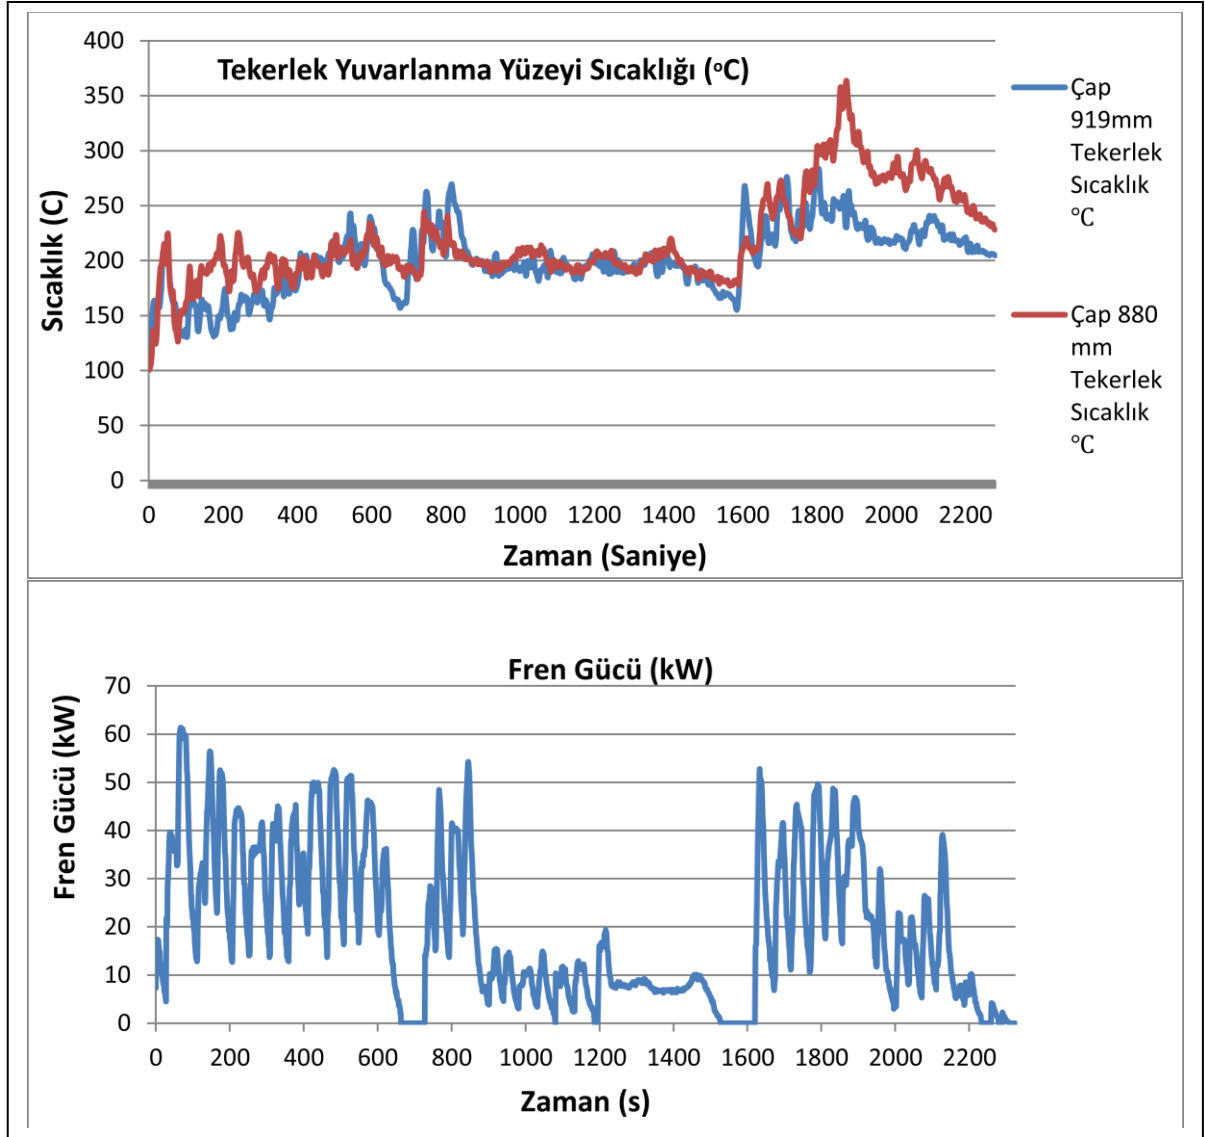 Tekerlek Yuvarlanma Yüzeyi Sıcaklığı (°C)
400
350
300
250
200
150
100
50
0
Sıcaklık (C)
0 200 400 600 800 1000 1200 1400 1600 1800 2000 2200
Zaman (Saniye)
Çap
919mm
Tekerlek
Sıcaklık
°C
Çap 880
mm
Tekerlek
Sıcaklık
°C
Fren Gücü (kW)
70
60
50
40
30
20
10
0
Fren Gücü (kW)
0 200 400 600 800 1000 1200 1400 1600 1800 2000 2200
Zaman (s)